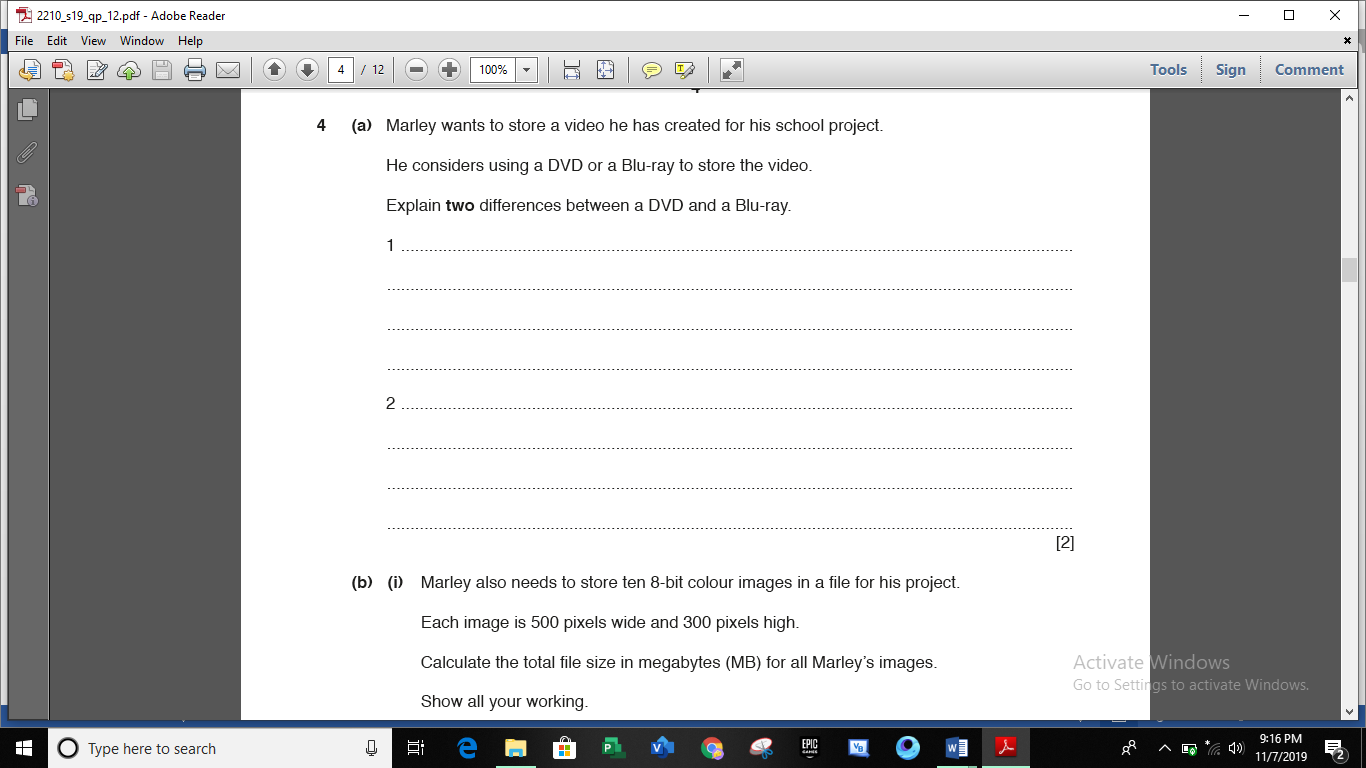 2210_s19_qp_12.pdf - Adobe Reader
File Edit View Window Help
4 / 12 100% Tools Sign Comment
4 (a) Marley wants to store a video he has created for his school project.
He considers using a DVD or a Blu-ray to store the video.
Explain two differences between a DVD and a Blu-ray.
1 ........................................
2 ........................................
[2]
(b) (i) Marley also needs to store ten 8-bit colour images in a file for his project.
Each image is 500 pixels wide and 300 pixels high.
Calculate the total file size in megabytes (MB) for all Marley's images.
Show all your working.
Activate Windows
Go to Settings to activate Windows.
Type here to search
EPIC GAMES
9:16 PM
11/7/2019
2